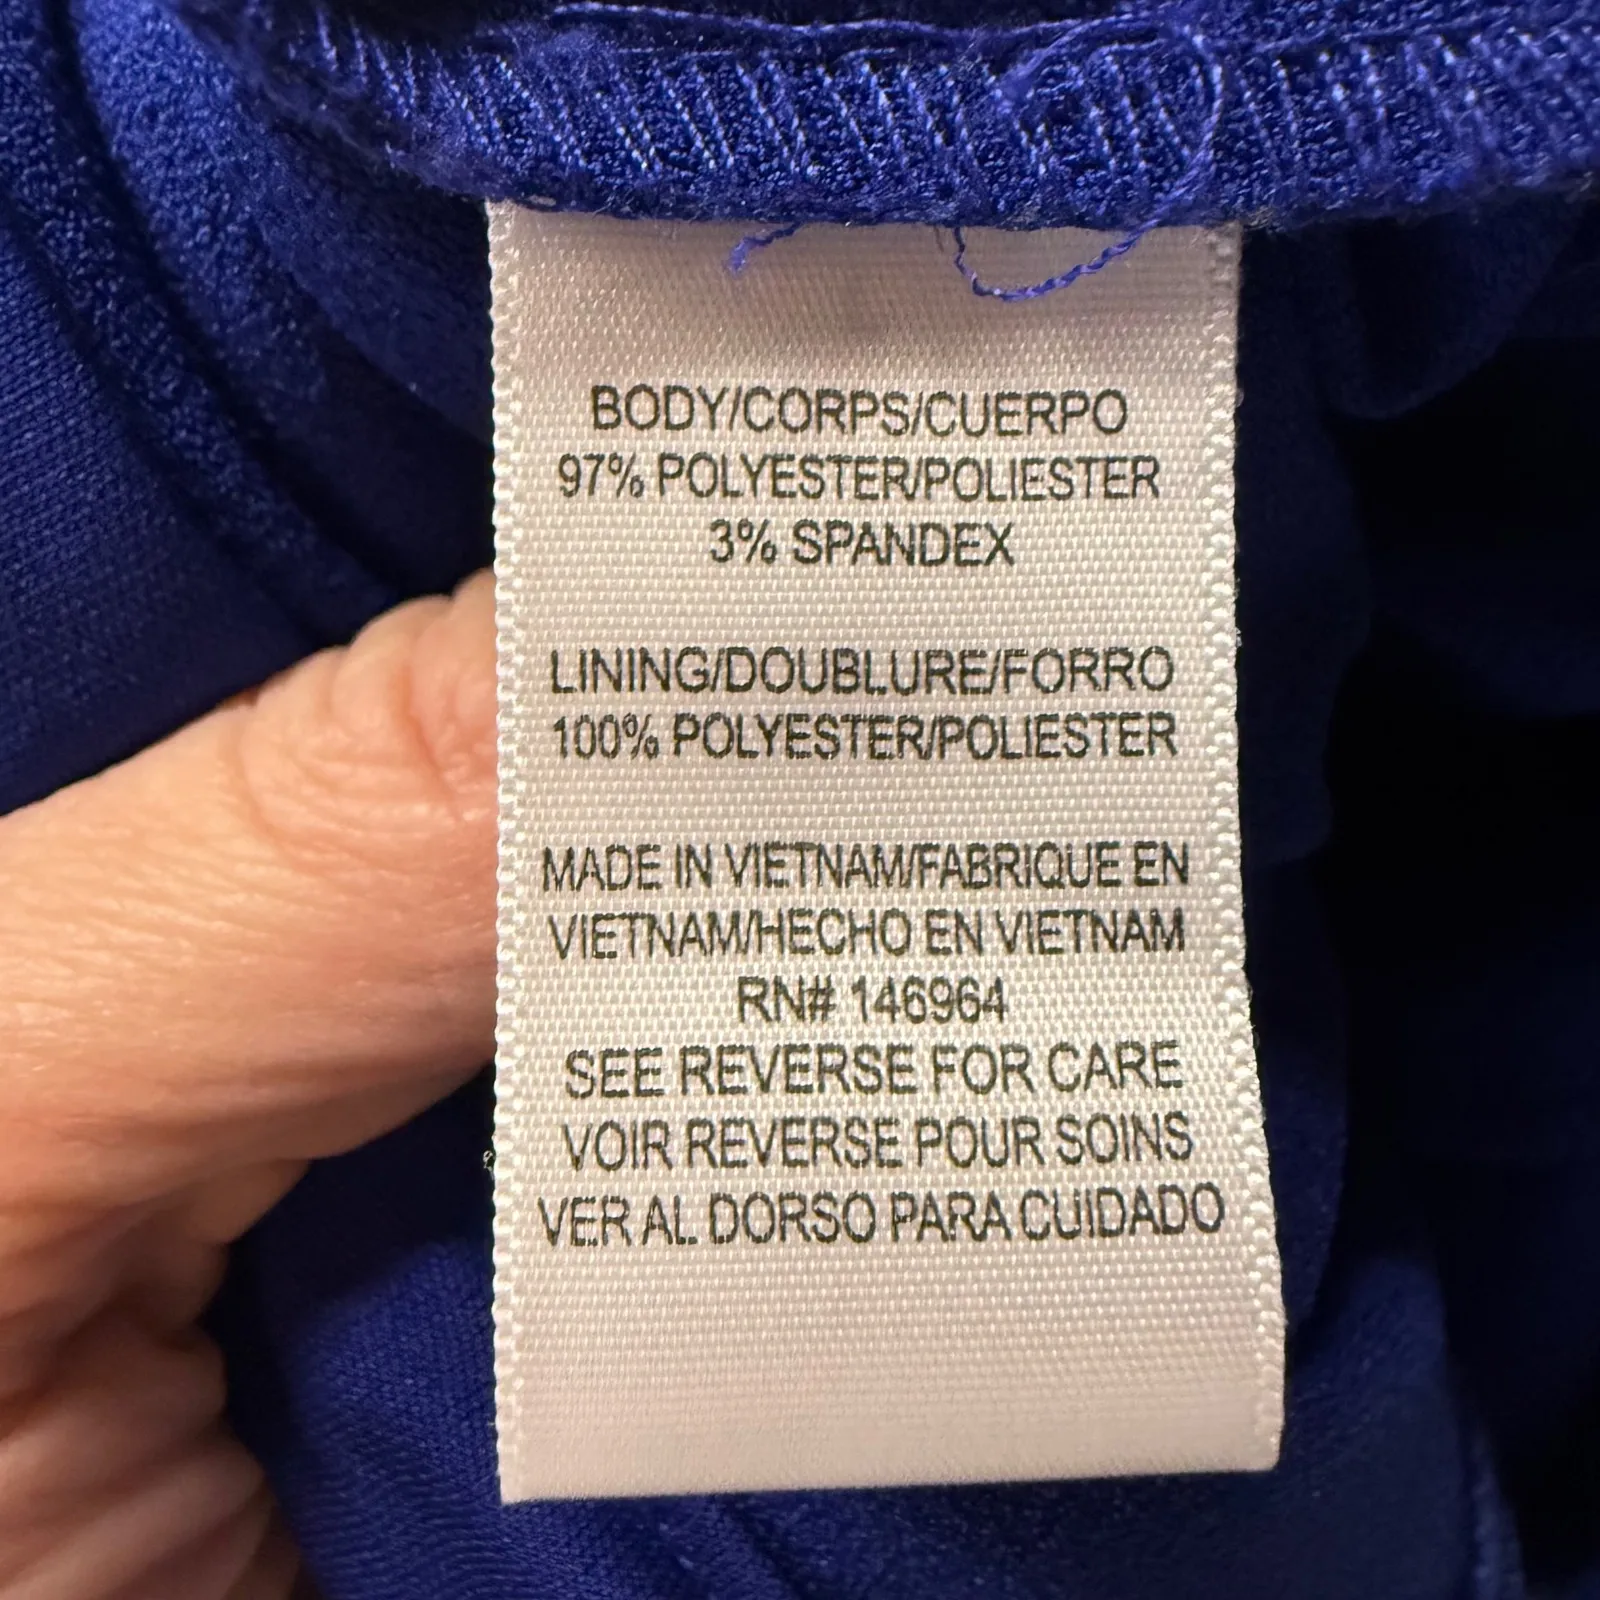 BODY/CORPS/CUERPO
97% POLYESTER/POLIESTER
3% SPANDEX
LINING/DOUBLURE/FORRO
100% POLYESTER/POLIESTER
MADE IN VIETNAM/FABRIQUE EN
VIETNAM/HECHO EN VIETNAM
RN# 146964
SEE REVERSE FOR CARE
VOIR REVERSE POUR SOINS
VER AL DORSO PARA CUIDADO